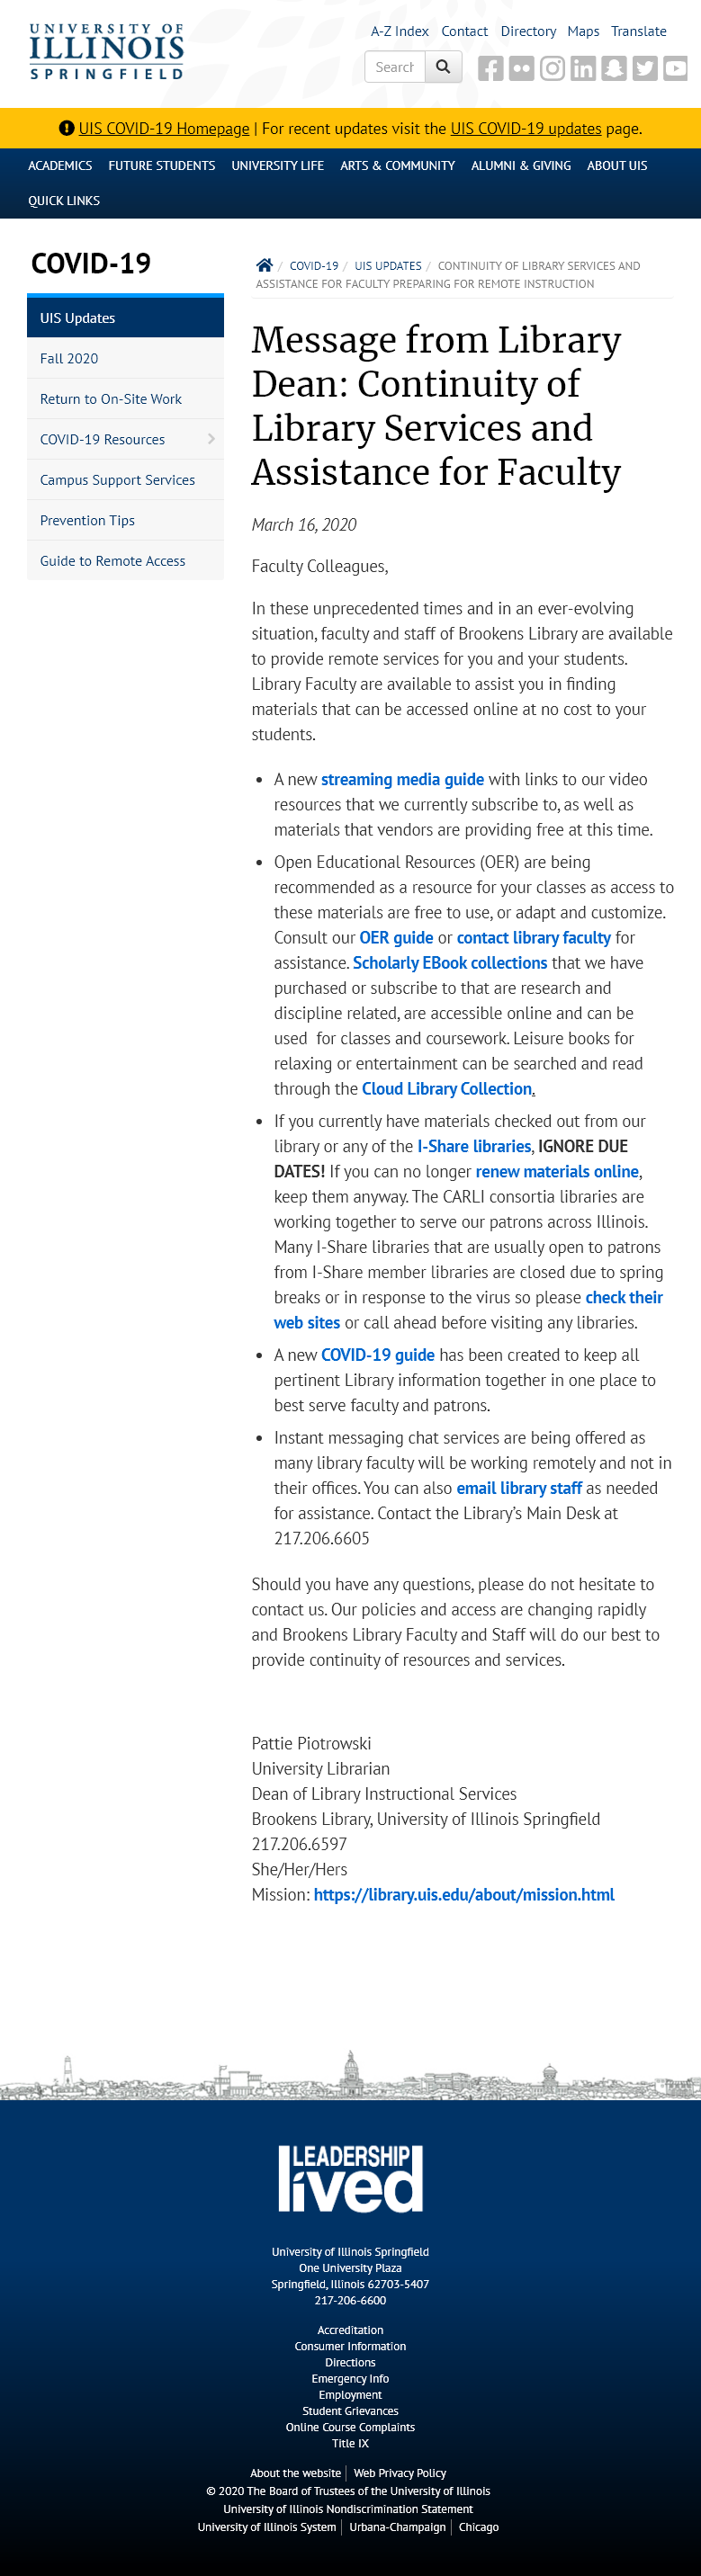 UNIVERSITY OF
ILLINOIS
SPRINGFIELD
A-Z Index Contact Directory Maps Translate
Search
UIS COVID-19 Homepage | For recent updates visit the UIS COVID-19 updates page.
ACADEMICS FUTURE STUDENTS UNIVERSITY LIFE ARTS & COMMUNITY ALUMNI & GIVING ABOUT UIS
QUICK LINKS
COVID-19
UIS Updates
Fall 2020
Return to On-Site Work
COVID-19 Resources
Campus Support Services
Prevention Tips
Guide to Remote Access
/ COVID-19 / UIS UPDATES / CONTINUITY OF LIBRARY SERVICES AND
ASSISTANCE FOR FACULTY PREPARING FOR REMOTE INSTRUCTION
Message from Library
Dean: Continuity of
Library Services and
Assistance for Faculty
March 16, 2020
Faculty Colleagues,
In these unprecedented times and in an ever-evolving
situation, faculty and staff of Brookens Library are available
to provide remote services for you and your students.
Library Faculty are available to assist you in finding
materials that can be accessed online at no cost to your
students.
• A new streaming media guide with links to our video
resources that we currently subscribe to, as well as
materials that vendors are providing free at this time.
• Open Educational Resources (OER) are being
recommended as a resource for your classes as access to
these materials are free to use, or adapt and customize.
Consult our OER guide or contact library faculty for
assistance. Scholarly EBook collections that we have
purchased or subscribe to that are research and
discipline related, are accessible online and can be
used  for classes and coursework. Leisure books for
relaxing or entertainment can be searched and read
through the Cloud Library Collection.
• If you currently have materials checked out from our
library or any of the I-Share libraries, IGNORE DUE
DATES! If you can no longer renew materials online,
keep them anyway. The CARLI consortia libraries are
working together to serve our patrons across Illinois.
Many I-Share libraries that are usually open to patrons
from I-Share member libraries are closed due to spring
breaks or in response to the virus so please check their
web sites or call ahead before visiting any libraries.
• A new COVID-19 guide has been created to keep all
pertinent Library information together in one place to
best serve faculty and patrons.
• Instant messaging chat services are being offered as
many library faculty will be working remotely and not in
their offices. You can also email library staff as needed
for assistance. Contact the Library’s Main Desk at
217.206.6605
Should you have any questions, please do not hesitate to
contact us. Our policies and access are changing rapidly
and Brookens Library Faculty and Staff will do our best to
provide continuity of resources and services.
Pattie Piotrowski
University Librarian
Dean of Library Instructional Services
Brookens Library, University of Illinois Springfield
217.206.6597
She/Her/Hers
Mission: https://library.uis.edu/about/mission.html
LEADERSHIP
lived
University of Illinois Springfield
One University Plaza
Springfield, Illinois 62703-5407
217-206-6600
Accreditation
Consumer Information
Directions
Emergency Info
Employment
Student Grievances
Online Course Complaints
Title IX
About the website | Web Privacy Policy
© 2020 The Board of Trustees of the University of Illinois
University of Illinois Nondiscrimination Statement
University of Illinois System | Urbana-Champaign | Chicago